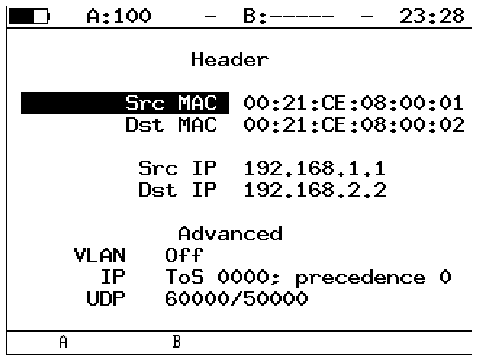 A:100 – B:----- – 23:28
Header
Src MAC 00:21:CE:08:00:01
Dst MAC 00:21:CE:08:00:02
Src IP 192.168.1.1
Dst IP 192.168.2.2
Advanced
VLAN Off
IP ToS 0000; precedence 0
UDP 60000/50000
A B